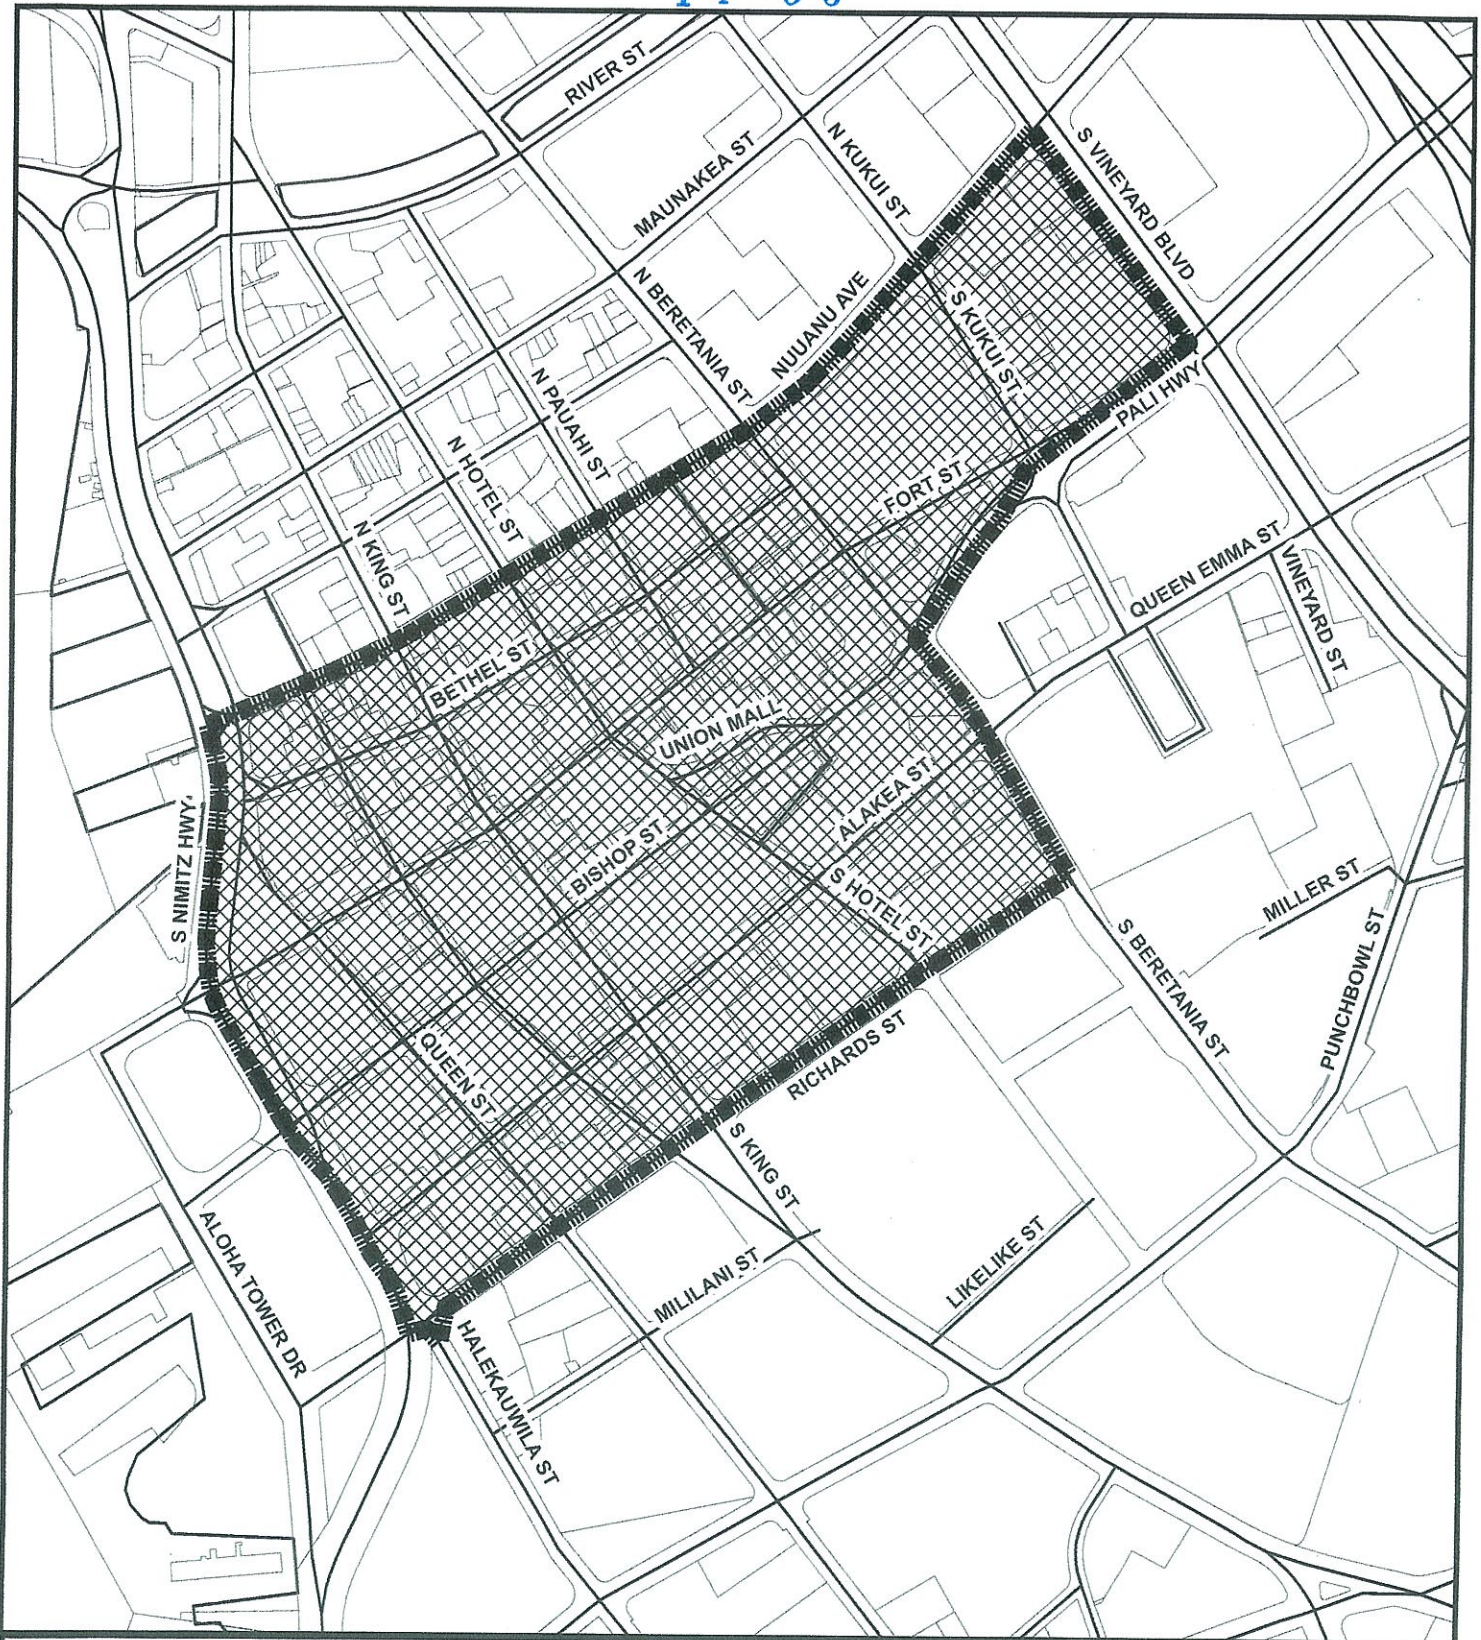 RIVER ST
MAUNAKEA ST
N KUKUI ST
S VINEYARD BLVD
N BERETANIA ST
NUUANU AVE
S KUKUI ST
PALI HWY
N PAUAHI ST
N HOTEL ST
FORT ST
N KING ST
QUEEN EMMA ST
VINEYARD ST
BETHEL ST
UNION MALL
ALAKEA ST
BISHOP ST
S NIMITZ HWY
S HOTEL ST
MILLER ST
S BERETANIA ST
PUNCHBOWL ST
QUEEN ST
RICHARDS ST
S KING ST
ALOHA TOWER DR
MILILANI ST
LIKELIKE ST
HALEKAUWILA ST